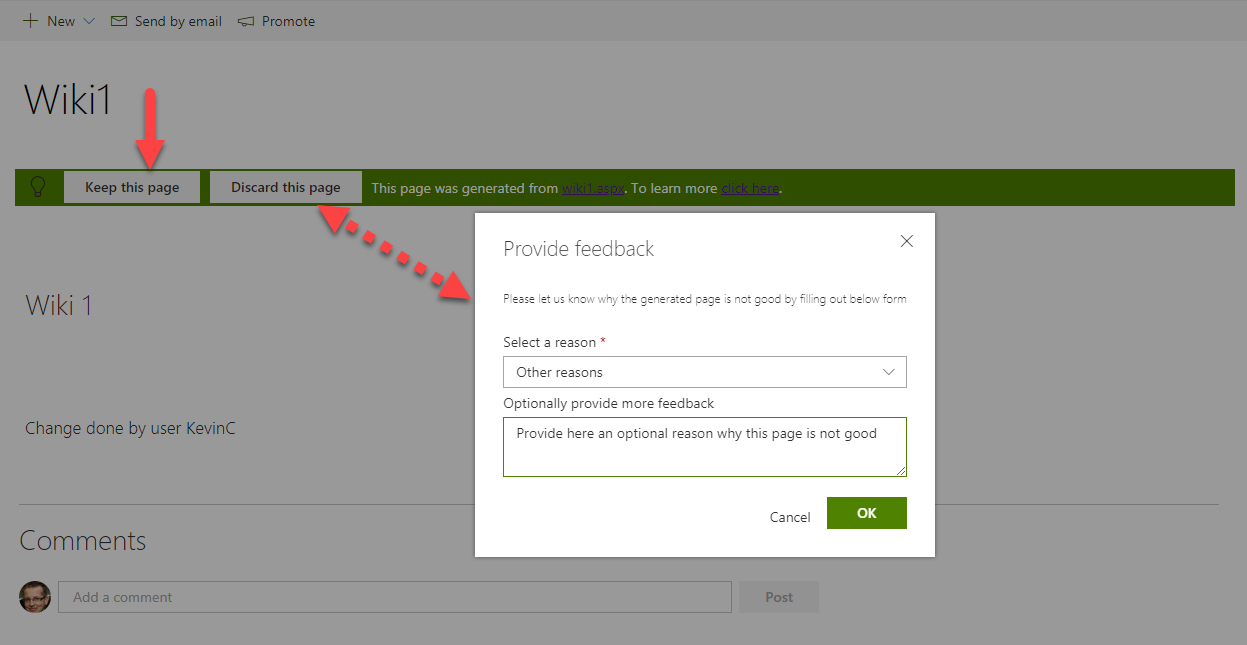 New Send by email Promote
Wiki1
Keep this page Discard this page This page was generated from wiki1.aspx. To learn more click here.
Provide feedback
Please let us know why the generated page is not good by filling out below form
Select a reason *
Other reasons
Optionally provide more feedback
Provide here an optional reason why this page is not good
Cancel OK
Wiki 1
Change done by user KevinC
Comments
Add a comment Post